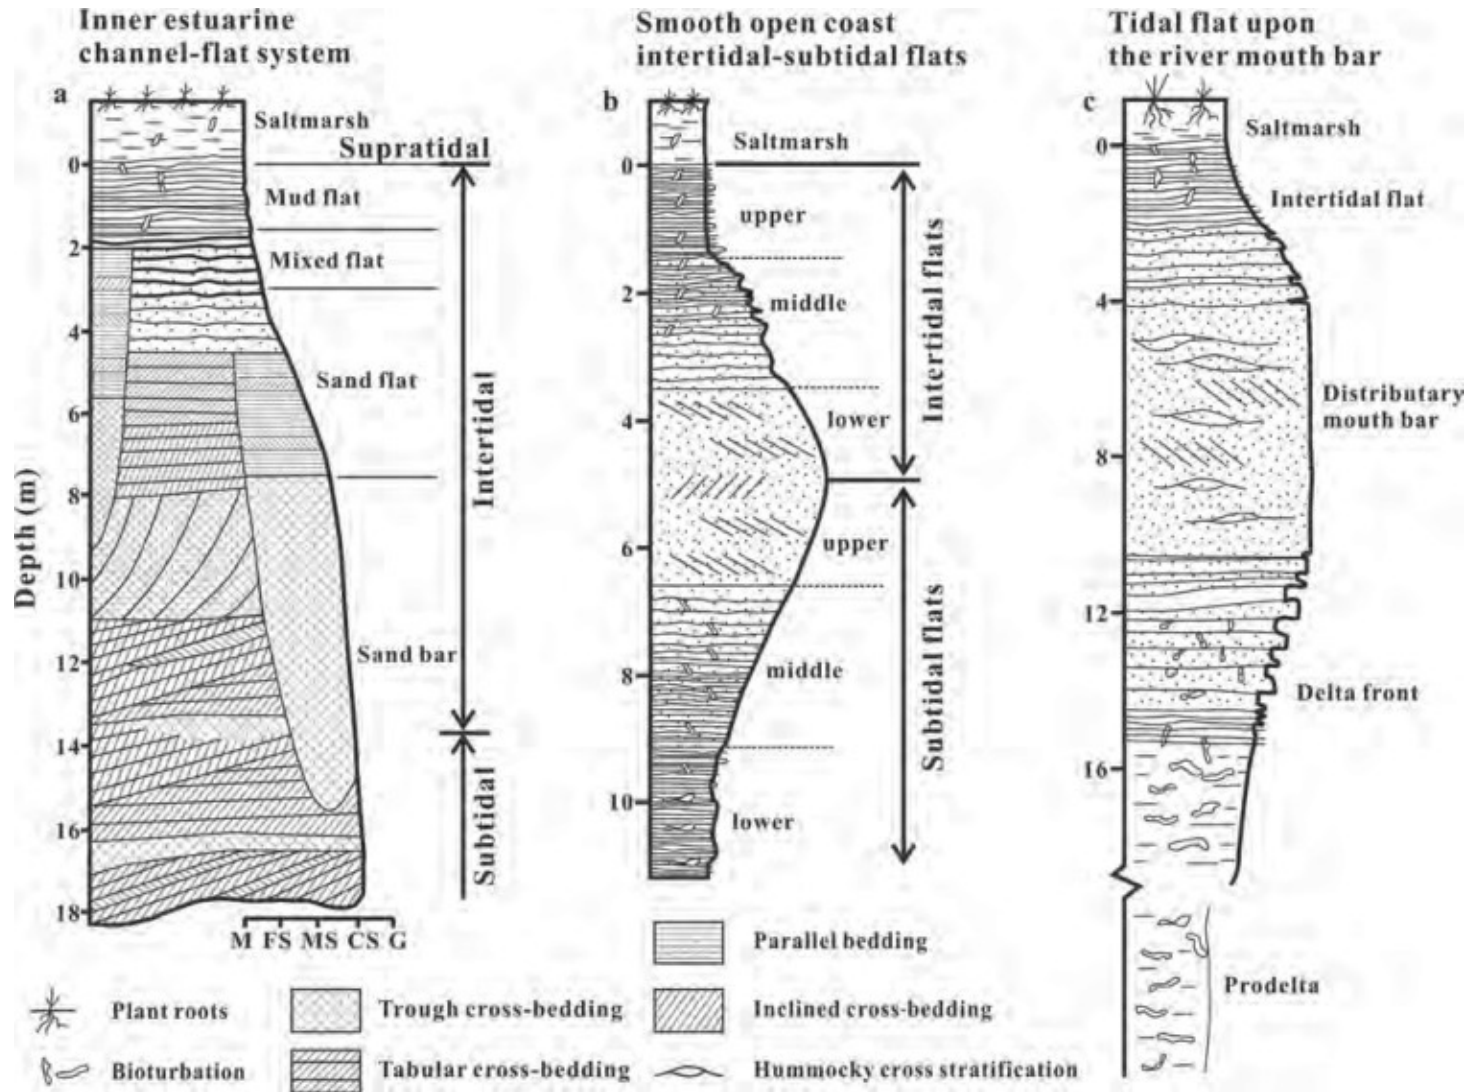 Inner estuarine
channel-flat system
Smooth open coast
intertidal-subtidal flats
Tidal flat upon
the river mouth bar
a
Saltmarsh
Supratidal
Mud flat
Mixed flat
Sand flat
Sand bar
Intertidal
Subtidal
Depth (m)
0
2
4
6
8
10
12
14
16
18
M FS MS CS G
b
Saltmarsh
upper
middle
lower
upper
middle
lower
Intertidal flats
Subtidal flats
0
2
4
6
8
10
c
Saltmarsh
Intertidal flat
Distributary
mouth bar
Delta front
Prodelta
0
4
8
12
16
Parallel bedding
Plant roots
Trough cross-bedding
Inclined cross-bedding
Bioturbation
Tabular cross-bedding
Hummocky cross stratification